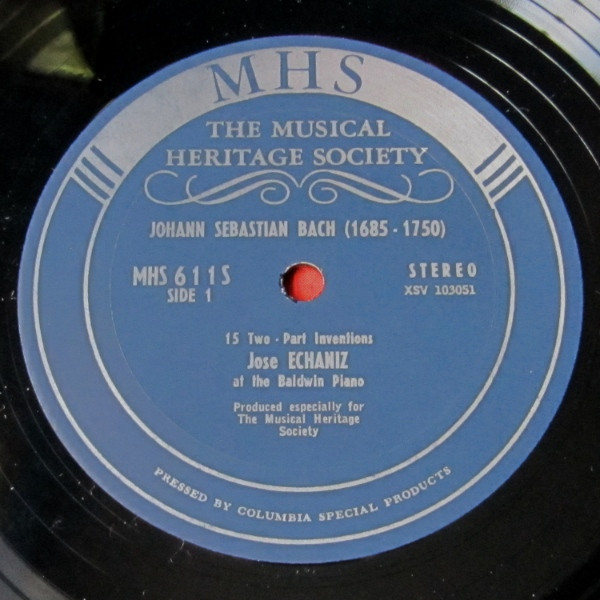 MHS
THE MUSICAL
HERITAGE SOCIETY
JOHANN SEBASTIAN BACH (1685 - 1750)
MHS 611S
SIDE 1
STEREO
XSV 103051
15 Two - Part Inventions
Jose ECHANIZ
at the Baldwin Piano
Produced especially for
The Musical Heritage
Society
PRESSED BY COLUMBIA SPECIAL PRODUCTS